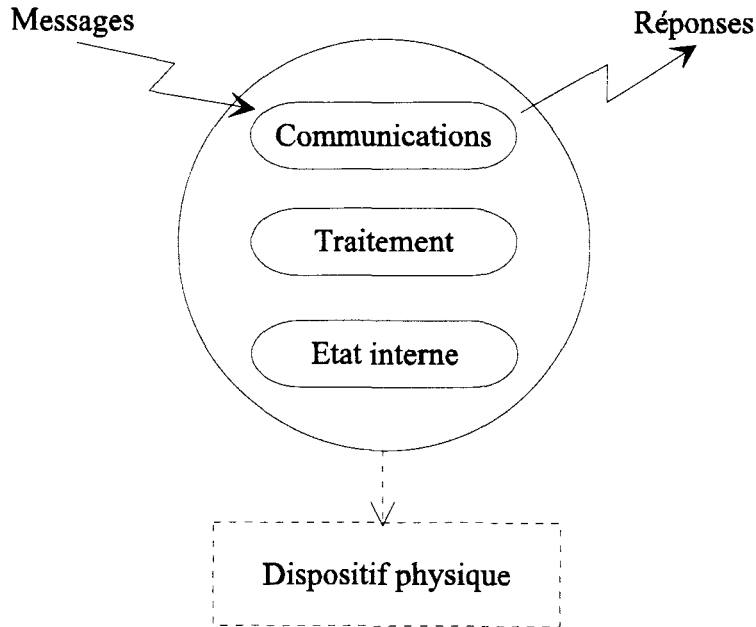 Messages
Réponses
Communications
Traitement
Etat interne
Dispositif physique